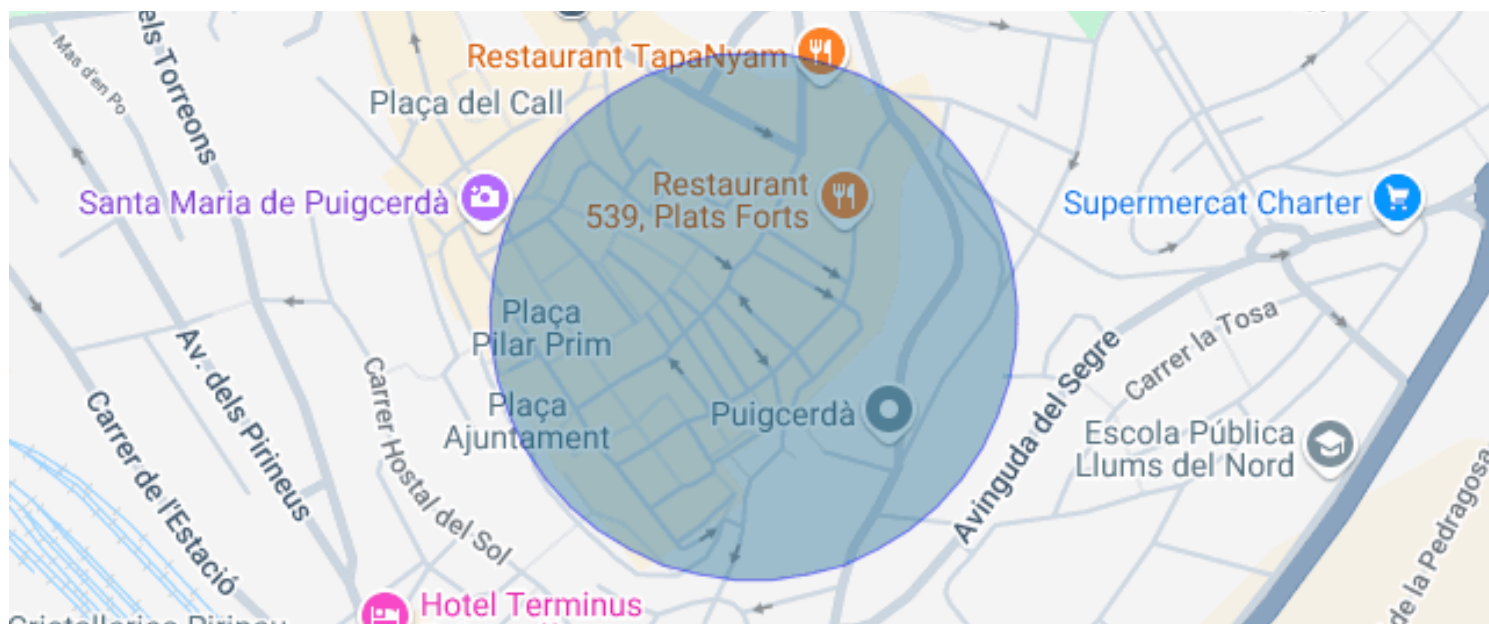 Mas d'en Po
els Torreons
Restaurant TapaNyam
Plaça del Call
Santa Maria de Puigcerdà
Restaurant
539, Plats Forts
Supermercat Charter
Plaça
Pilar Prim
Av. dels Pirineus
Carrer Hostal del Sol
Carrer de l'Estació
Plaça
Ajuntament
Puigcerdà
Avinguda del Segre
Carrer la Tosa
Escola Pública
Llums del Nord
de la Pedragosa
Hotel Terminus